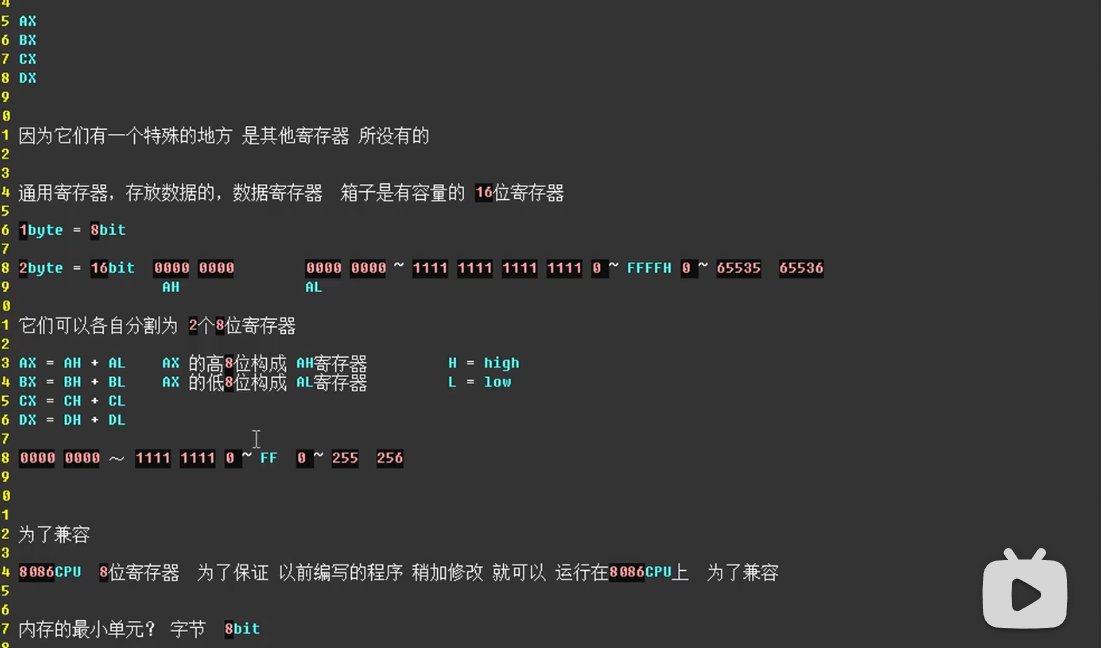 4
5 AX
6 BX
7 CX
8 DX
9
0
1 因为它们有一个特殊的地方 是其他寄存器 所没有的
2
3
4 通用寄存器，存放数据的，数据寄存器 箱子是有容量的 16位寄存器
5
6 1byte = 8bit
7
8 2byte = 16bit 0000 0000 0000 0000 ~ 1111 1111 1111 1111 0 ~ FFFFH 0 ~ 65535 65536
9 AH AL
0
1 它们可以各自分割为 2个8位寄存器
2
3 AX = AH + AL AX 的高8位构成 AH寄存器 H = high
4 BX = BH + BL AX 的低8位构成 AL寄存器 L = low
5 CX = CH + CL
6 DX = DH + DL
7
8 0000 0000 ～ 1111 1111 0 ~ FF 0 ~ 255 256
9
0
1
2 为了兼容
3
4 8086CPU 8位寄存器 为了保证 以前编写的程序 稍加修改 就可以 运行在8086CPU上 为了兼容
5
6
7 内存的最小单元？ 字节 8bit
8